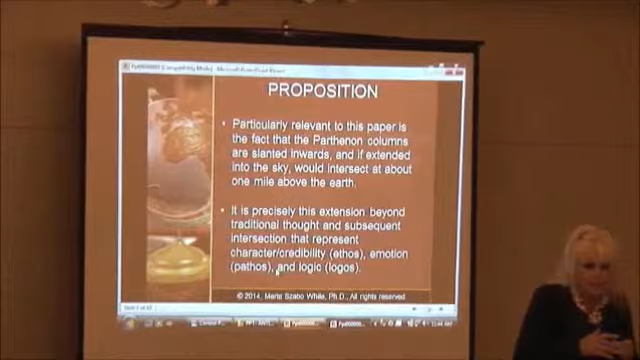 PROPOSITION
• Particularly relevant to this paper is
the fact that the Parthenon columns
are slanted inwards, and if extended
into the sky, would intersect at about
one mile above the earth.
• It is precisely this extension beyond
traditional thought and subsequent
intersection that represent
character/credibility (ethos), emotion
(pathos), and logic (logos).
© 2014, Marta Szabo White, Ph.D., All rights reserved